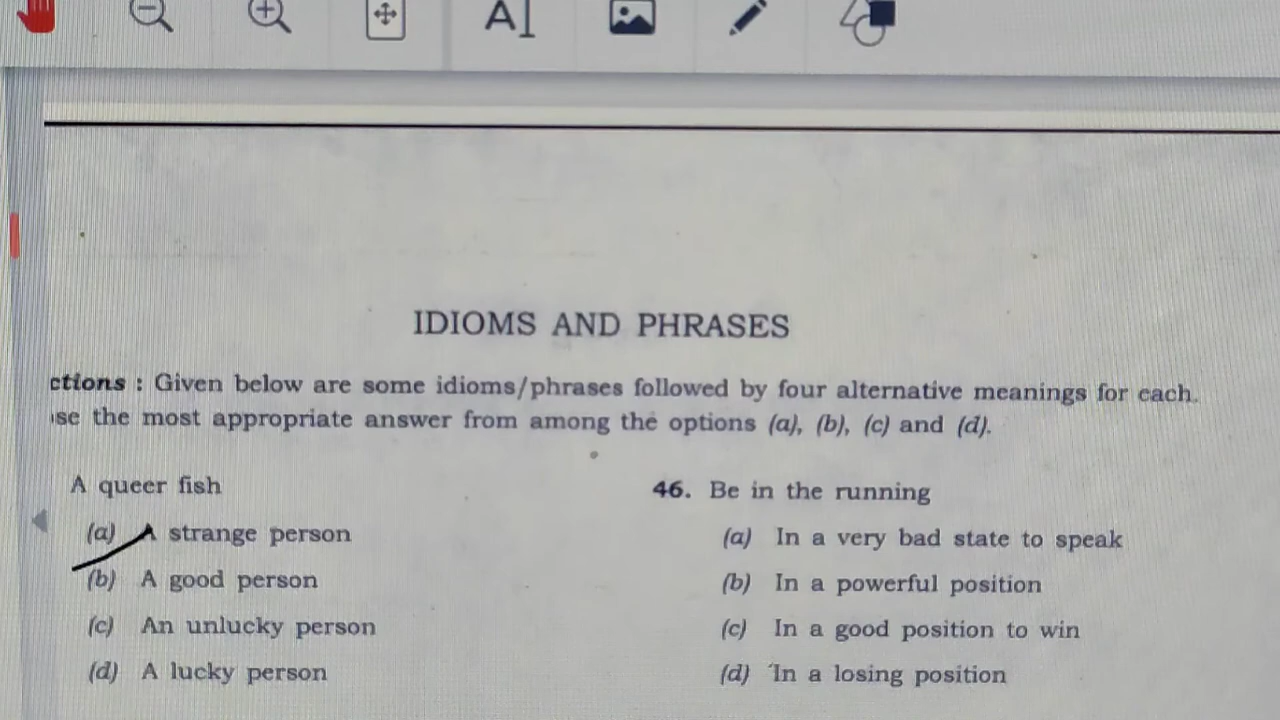 IDIOMS AND PHRASES
ctions : Given below are some idioms/phrases followed by four alternative meanings for each.
se the most appropriate answer from among the options (a), (b), (c) and (d).
A queer fish
(a) A strange person
(b) A good person
(c) An unlucky person
(d) A lucky person
46. Be in the running
(a) In a very bad state to speak
(b) In a powerful position
(c) In a good position to win
(d) In a losing position